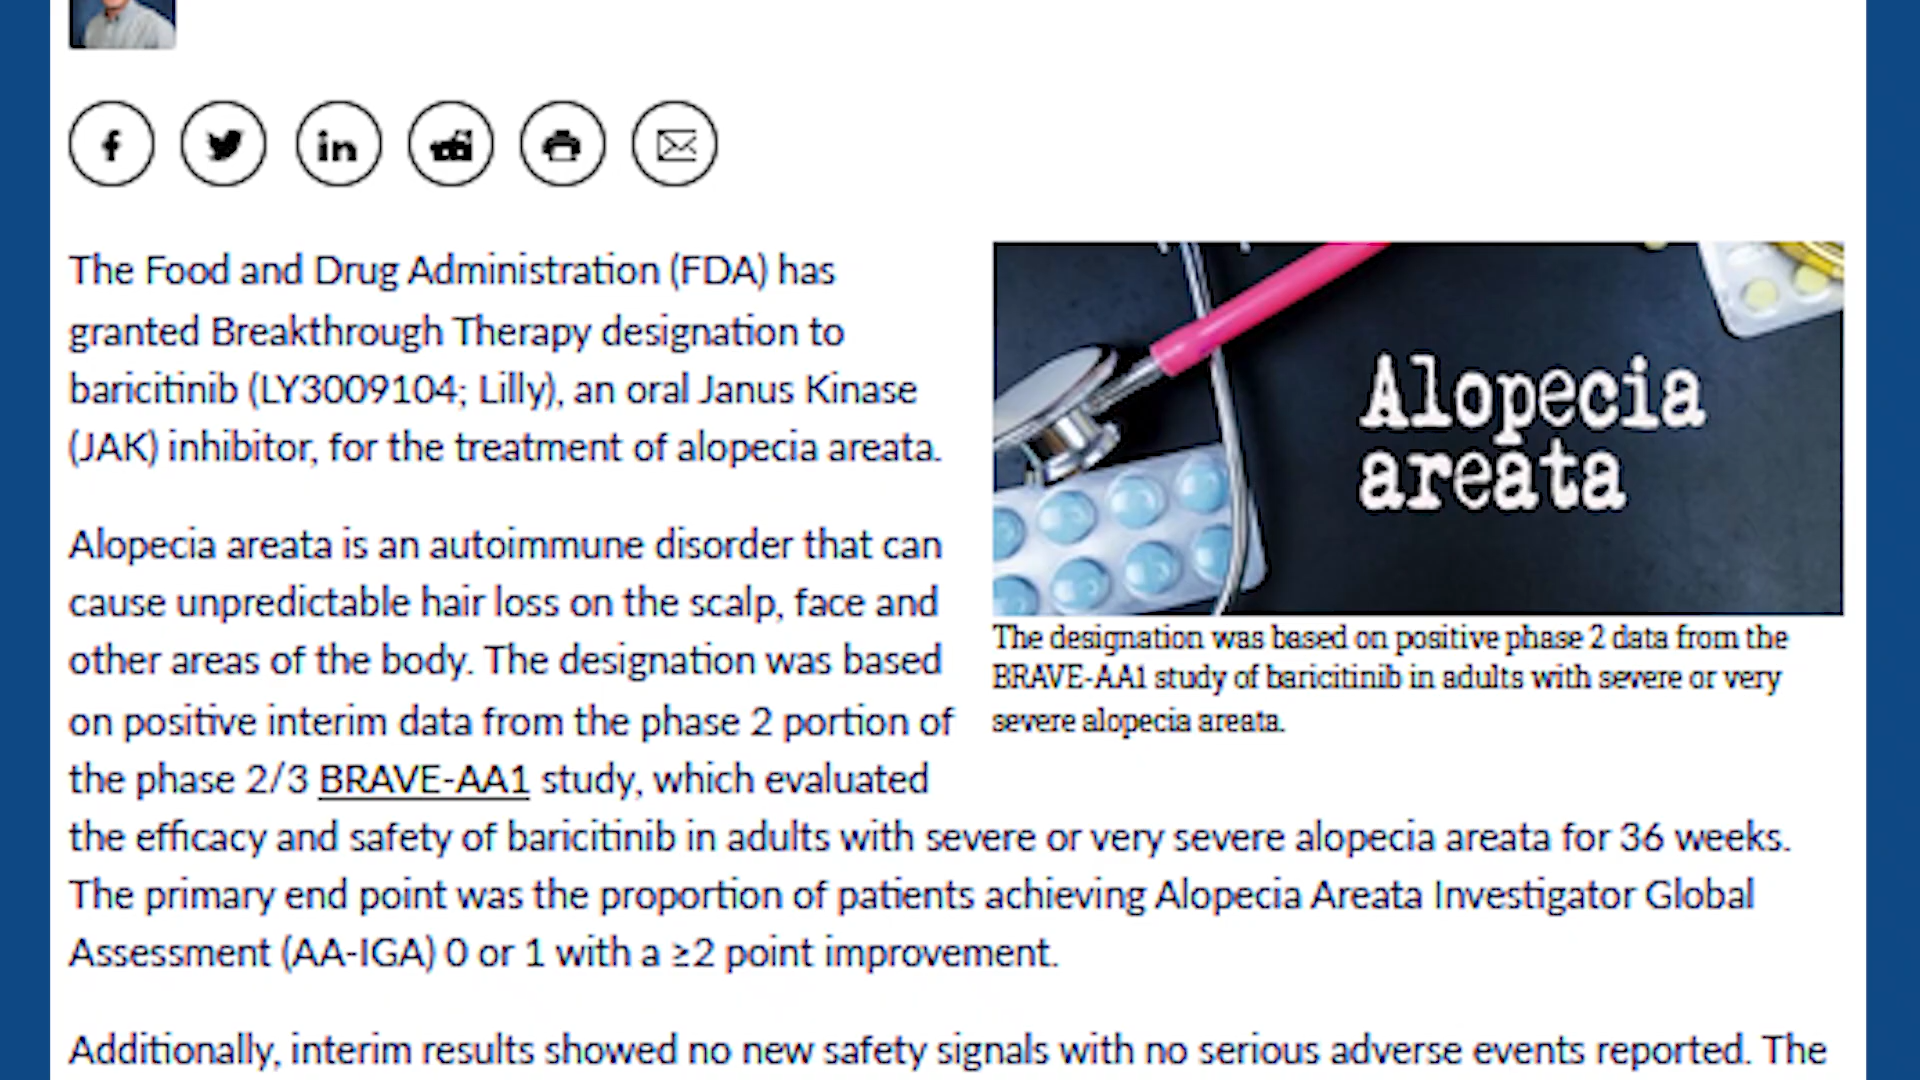 The Food and Drug Administration (FDA) has
granted Breakthrough Therapy designation to
baricitinib (LY3009104; Lilly), an oral Janus Kinase
(JAK) inhibitor, for the treatment of alopecia areata.
Alopecia
areata
The designation was based on positive phase 2 data from the
BRAVE-AA1 study of baricitinib in adults with severe or very
severe alopecia areata.
Alopecia areata is an autoimmune disorder that can
cause unpredictable hair loss on the scalp, face and
other areas of the body. The designation was based
on positive interim data from the phase 2 portion of
the phase 2/3 BRAVE-AA1 study, which evaluated
the efficacy and safety of baricitinib in adults with severe or very severe alopecia areata for 36 weeks.
The primary end point was the proportion of patients achieving Alopecia Areata Investigator Global
Assessment (AA-IGA) 0 or 1 with a ≥2 point improvement.
Additionally, interim results showed no new safety signals with no serious adverse events reported. The